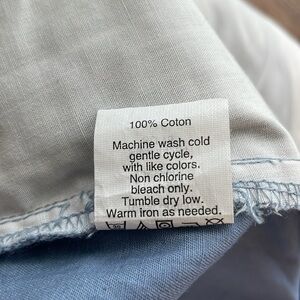 100% Coton
Machine wash cold
gentle cycle,
with like colors.
Non chlorine
bleach only.
Tumble dry low.
Warm iron as needed.